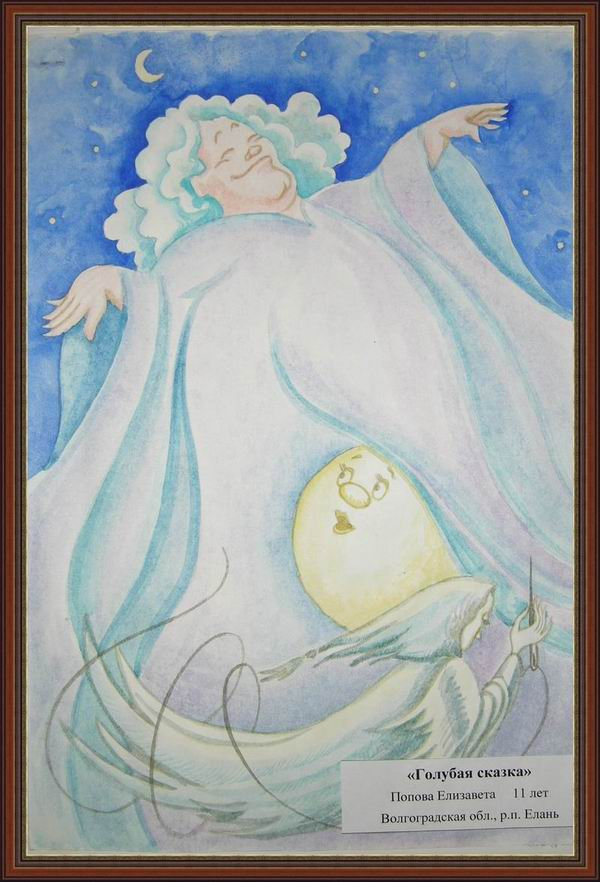 «Голубая сказка»
Попова Елизавета 11 лет
Волгоградская обл., р.п. Елань